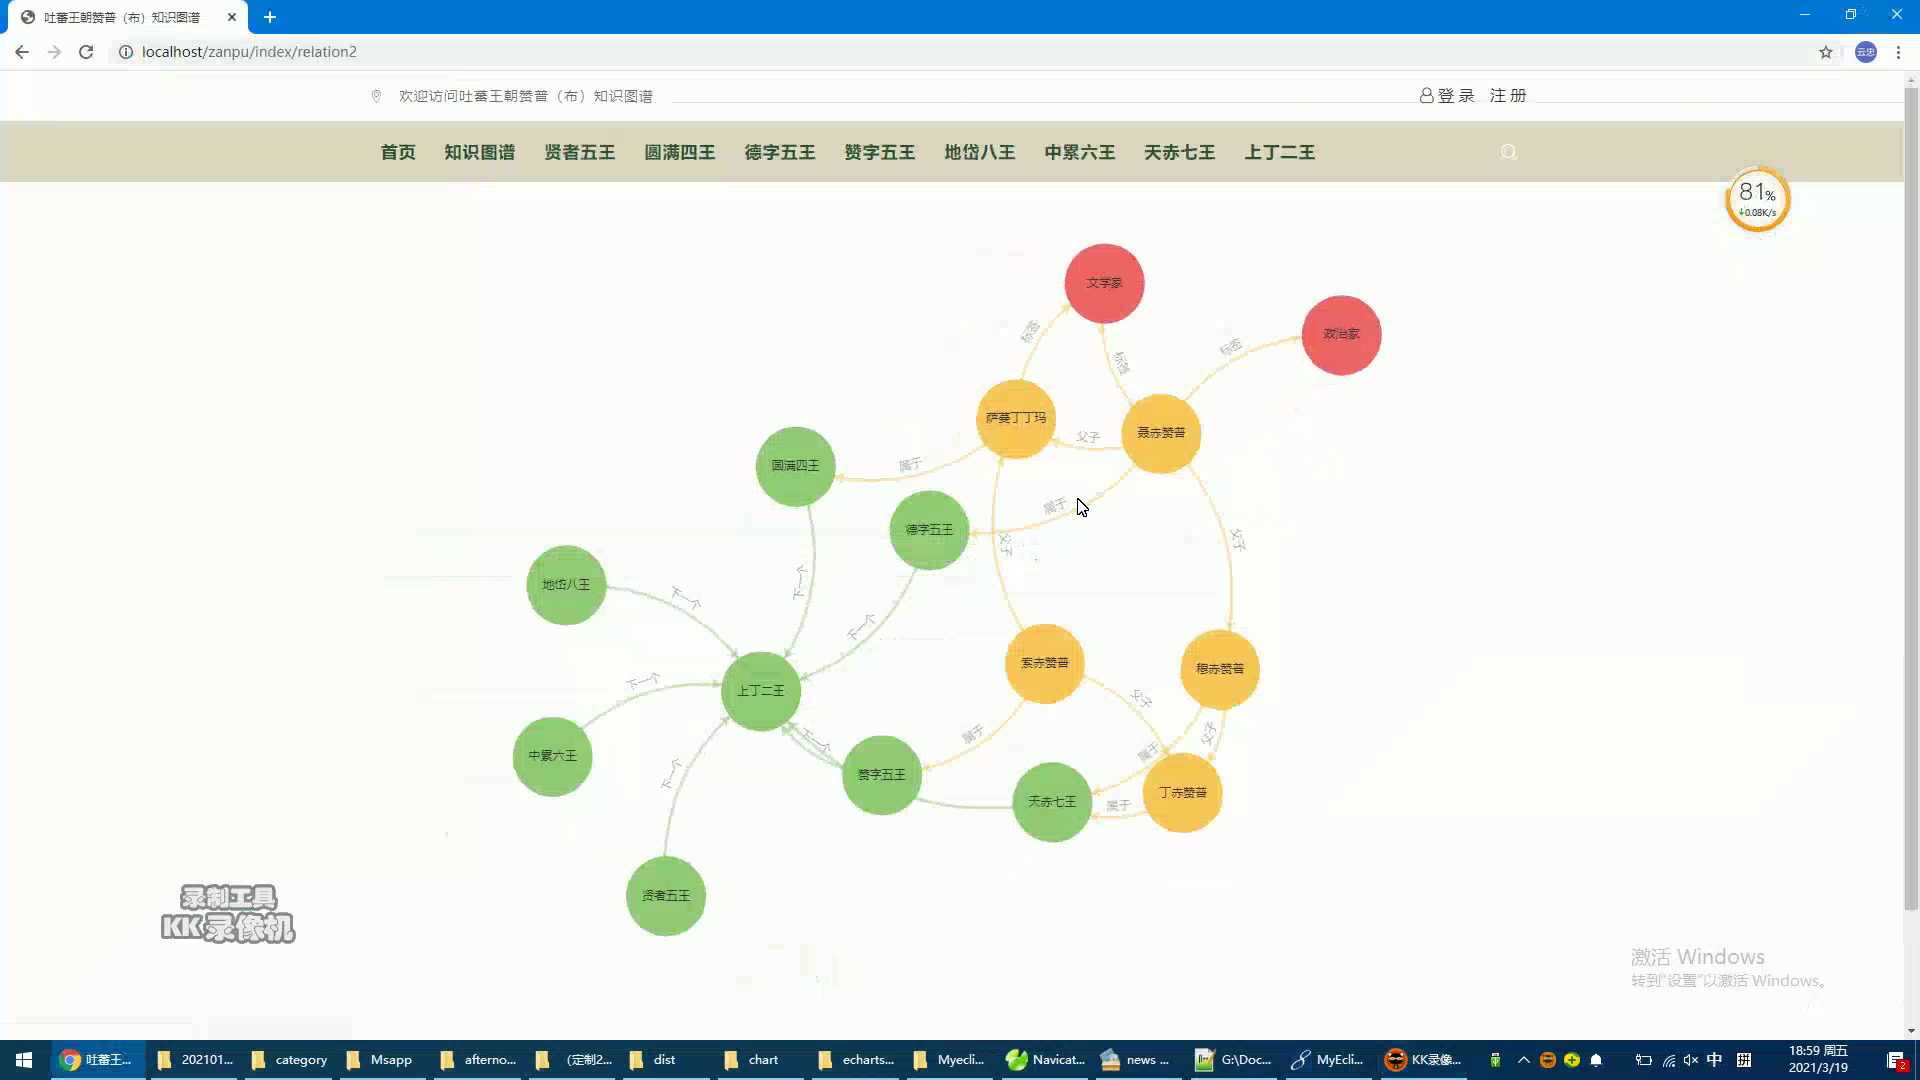 吐蕃王朝赞普（布）知识图谱
localhost/zanpu/index/relation2
云忠
欢迎访问吐蕃王朝赞普（布）知识图谱
登 录 注 册
首页 知识图谱 贤者五王 圆满四王 德字五王 赞字五王 地岱八王 中累六王 天赤七王 上丁二王
81%
0.08K/s
文学家
政治家
标签
标签
标签
萨蔓丁丁玛
聂赤赞普
父子
圆满四王
属于
属于
德字五王
父子
父子
地岱八王
下一个
下一个
下一个
索赤赞普
穆赤赞普
下一个
上丁二王
父子
父子
属于
属于
下一个
中累六王
下一个
赞字五王
天赤七王
属于
丁赤赞普
贤者五王
录制工具
KK录像机
激活 Windows
转到“设置”以激活 Windows。
吐蕃王... 202101... category Msapp afterno... （定制2... dist chart echarts... Myecli... Navicat... news ... G:\Doc... MyEcli... KK录像... 中 拼
18:59 周五
2021/3/19
2